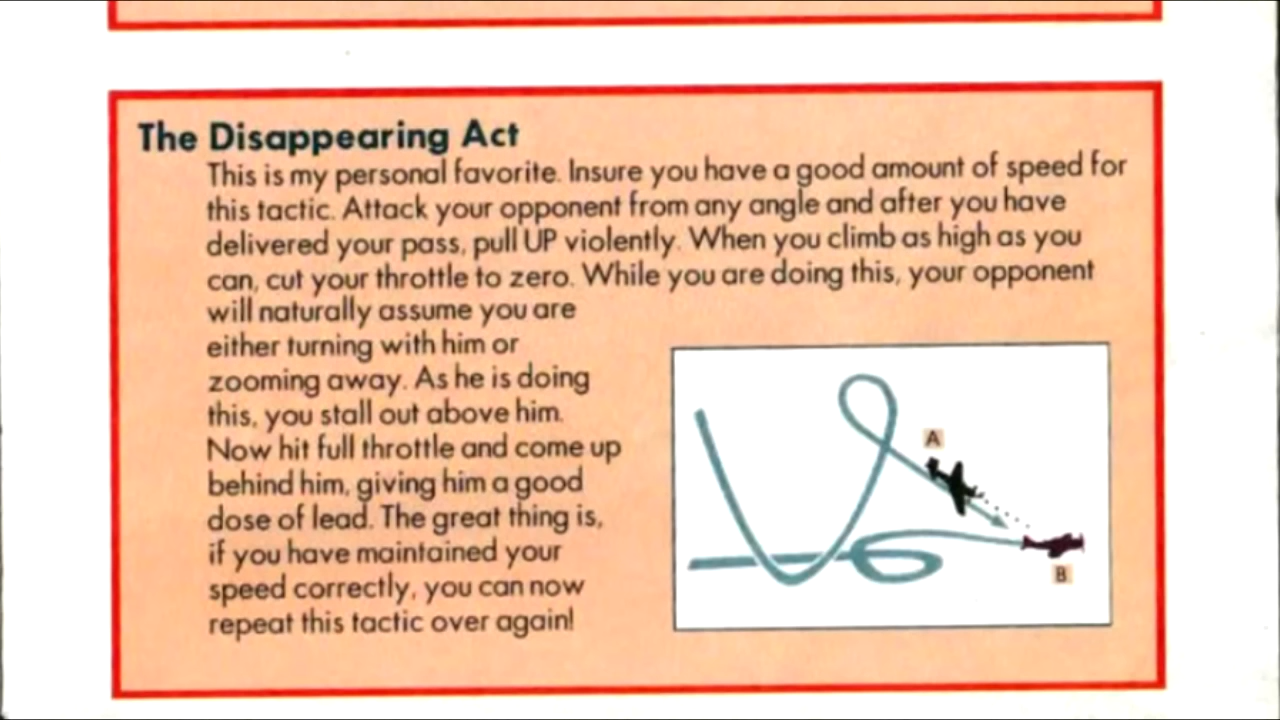 The Disappearing Act
This is my personal favorite. Insure you have a good amount of speed for
this tactic. Attack your opponent from any angle and after you have
delivered your pass, pull UP violently. When you climb as high as you
can, cut your throttle to zero. While you are doing this, your opponent
will naturally assume you are
either turning with him or
zooming away. As he is doing
this, you stall out above him.
Now hit full throttle and come up
behind him, giving him a good
dose of lead. The great thing is,
if you have maintained your
speed correctly, you can now
repeat this tactic over again!
A
B